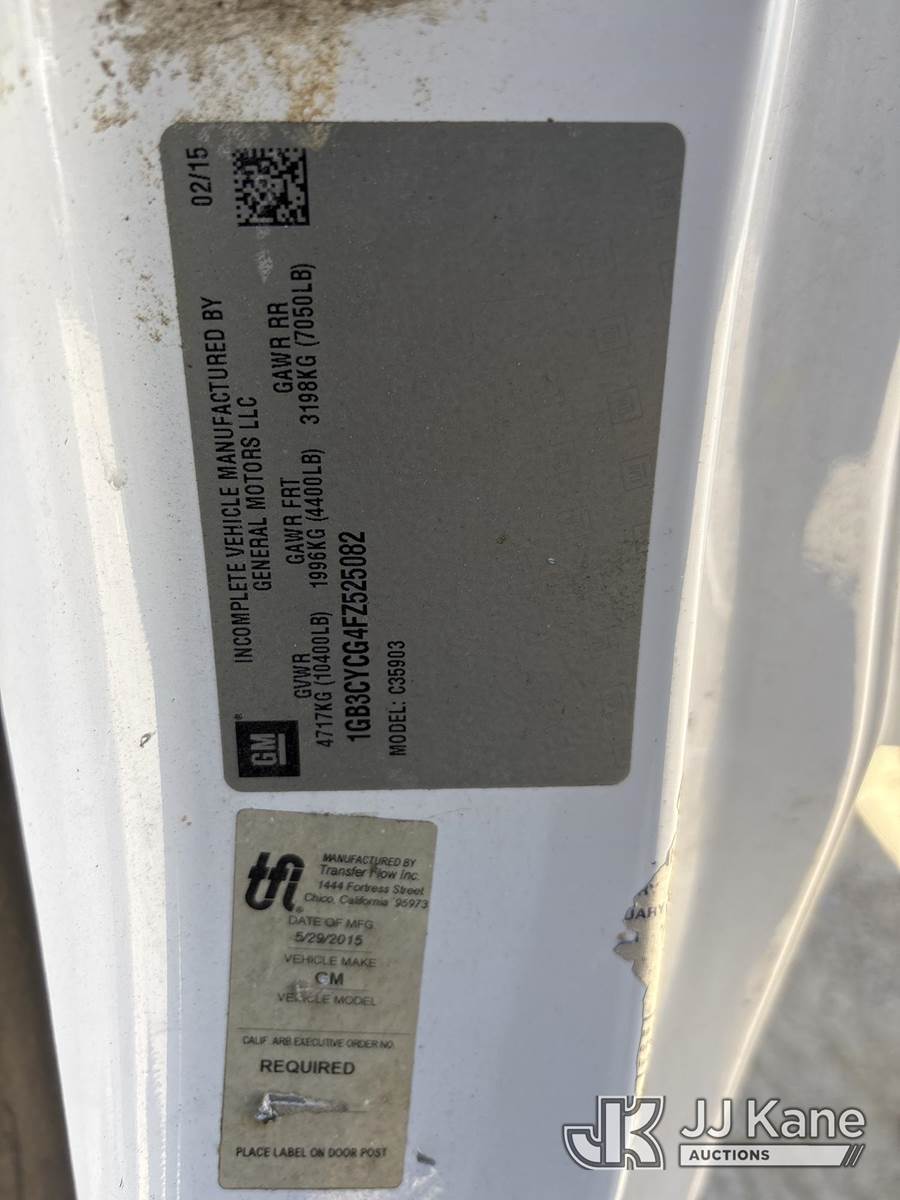 02/15
INCOMPLETE VEHICLE MANUFACTURED BY
GENERAL MOTORS LLC
GVWR GAWR FRT GAWR RR
4717KG (10400LB) 1996KG (4400LB) 3198KG (7050LB)
1GB3CYCG4FZ525082
MODEL: C35903
GM®
tfi®
MANUFACTURED BY
Transfer Flow Inc.
1444 Fortress Street
Chico, California 95973
DATE OF MFG.
5/29/2015
VEHICLE MAKE
GM
VEHICLE MODEL
CALIF. ARB EXECUTIVE ORDER NO.
REQUIRED
PLACE LABEL ON DOOR POST
JK JJ Kane
AUCTIONS